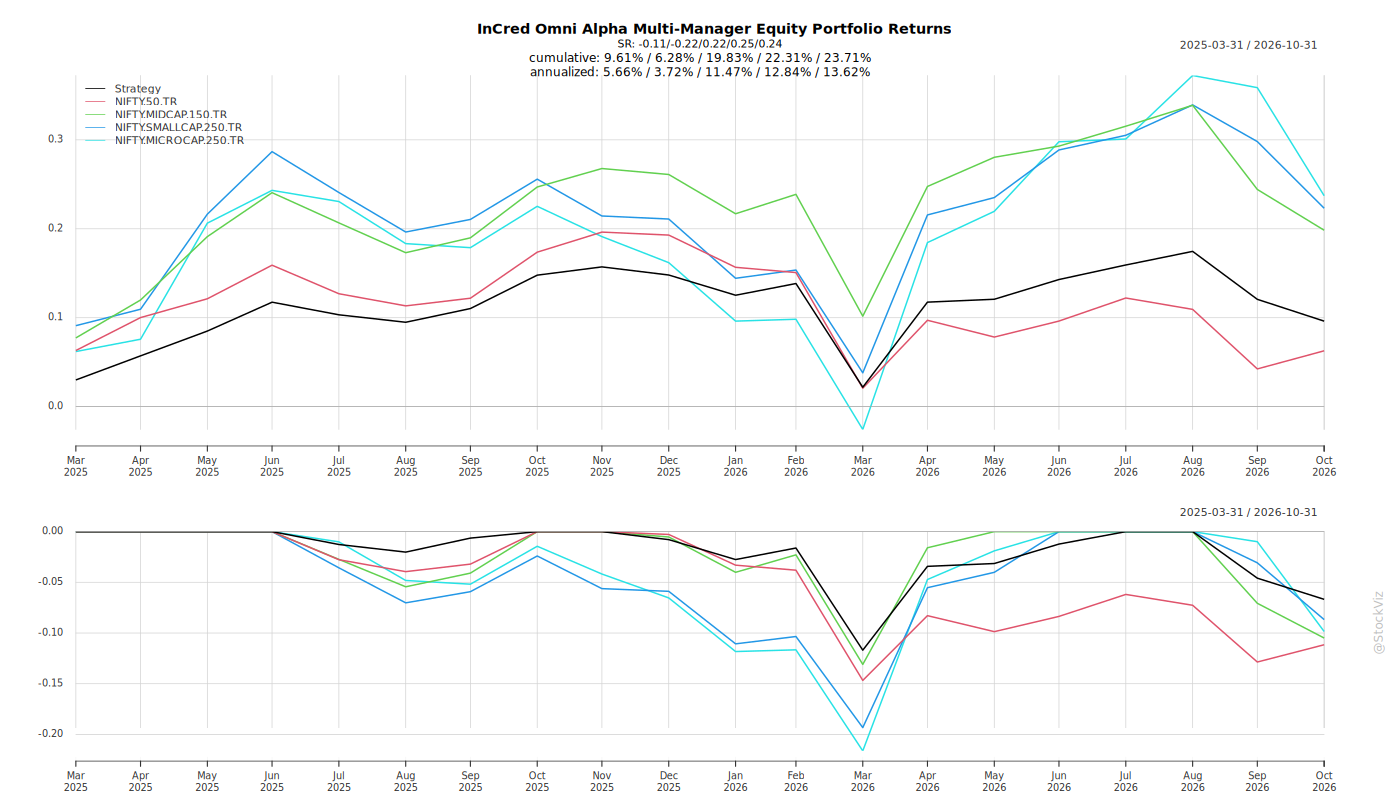 InCred Omni Alpha Multi-Manager Equity Portfolio Returns
SR: -0.11/-0.22/0.22/0.25/0.24
cumulative: 9.61% / 6.28% / 19.83% / 22.31% / 23.71%
annualized: 5.66% / 3.72% / 11.47% / 12.84% / 13.62%
2025-03-31 / 2026-10-31
Strategy
NIFTY.50.TR
NIFTY.MIDCAP.150.TR
NIFTY.SMALLCAP.250.TR
NIFTY.MICROCAP.250.TR
0.3
0.2
0.1
0.0
Mar Apr May Jun Jul Aug Sep Oct Nov Dec Jan Feb Mar Apr May Jun Jul Aug Sep Oct
2025 2025 2025 2025 2025 2025 2025 2025 2025 2025 2026 2026 2026 2026 2026 2026 2026 2026 2026 2026
2025-03-31 / 2026-10-31
0.00
-0.05
-0.10
-0.15
-0.20
Mar Apr May Jun Jul Aug Sep Oct Nov Dec Jan Feb Mar Apr May Jun Jul Aug Sep Oct
2025 2025 2025 2025 2025 2025 2025 2025 2025 2025 2026 2026 2026 2026 2026 2026 2026 2026 2026 2026
@StockViz